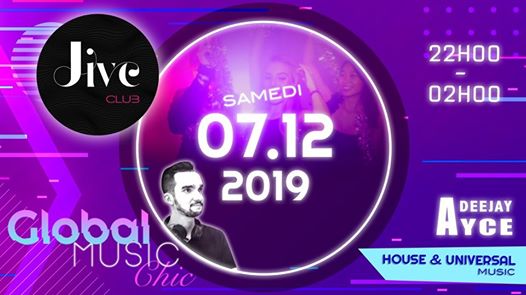 Jive
CLUB
SAMEDI
07.12
2019
22H00
-
02H00
Global
MUSIC
Chic
DEEJAY
AYCE
HOUSE & UNIVERSAL
MUSIC